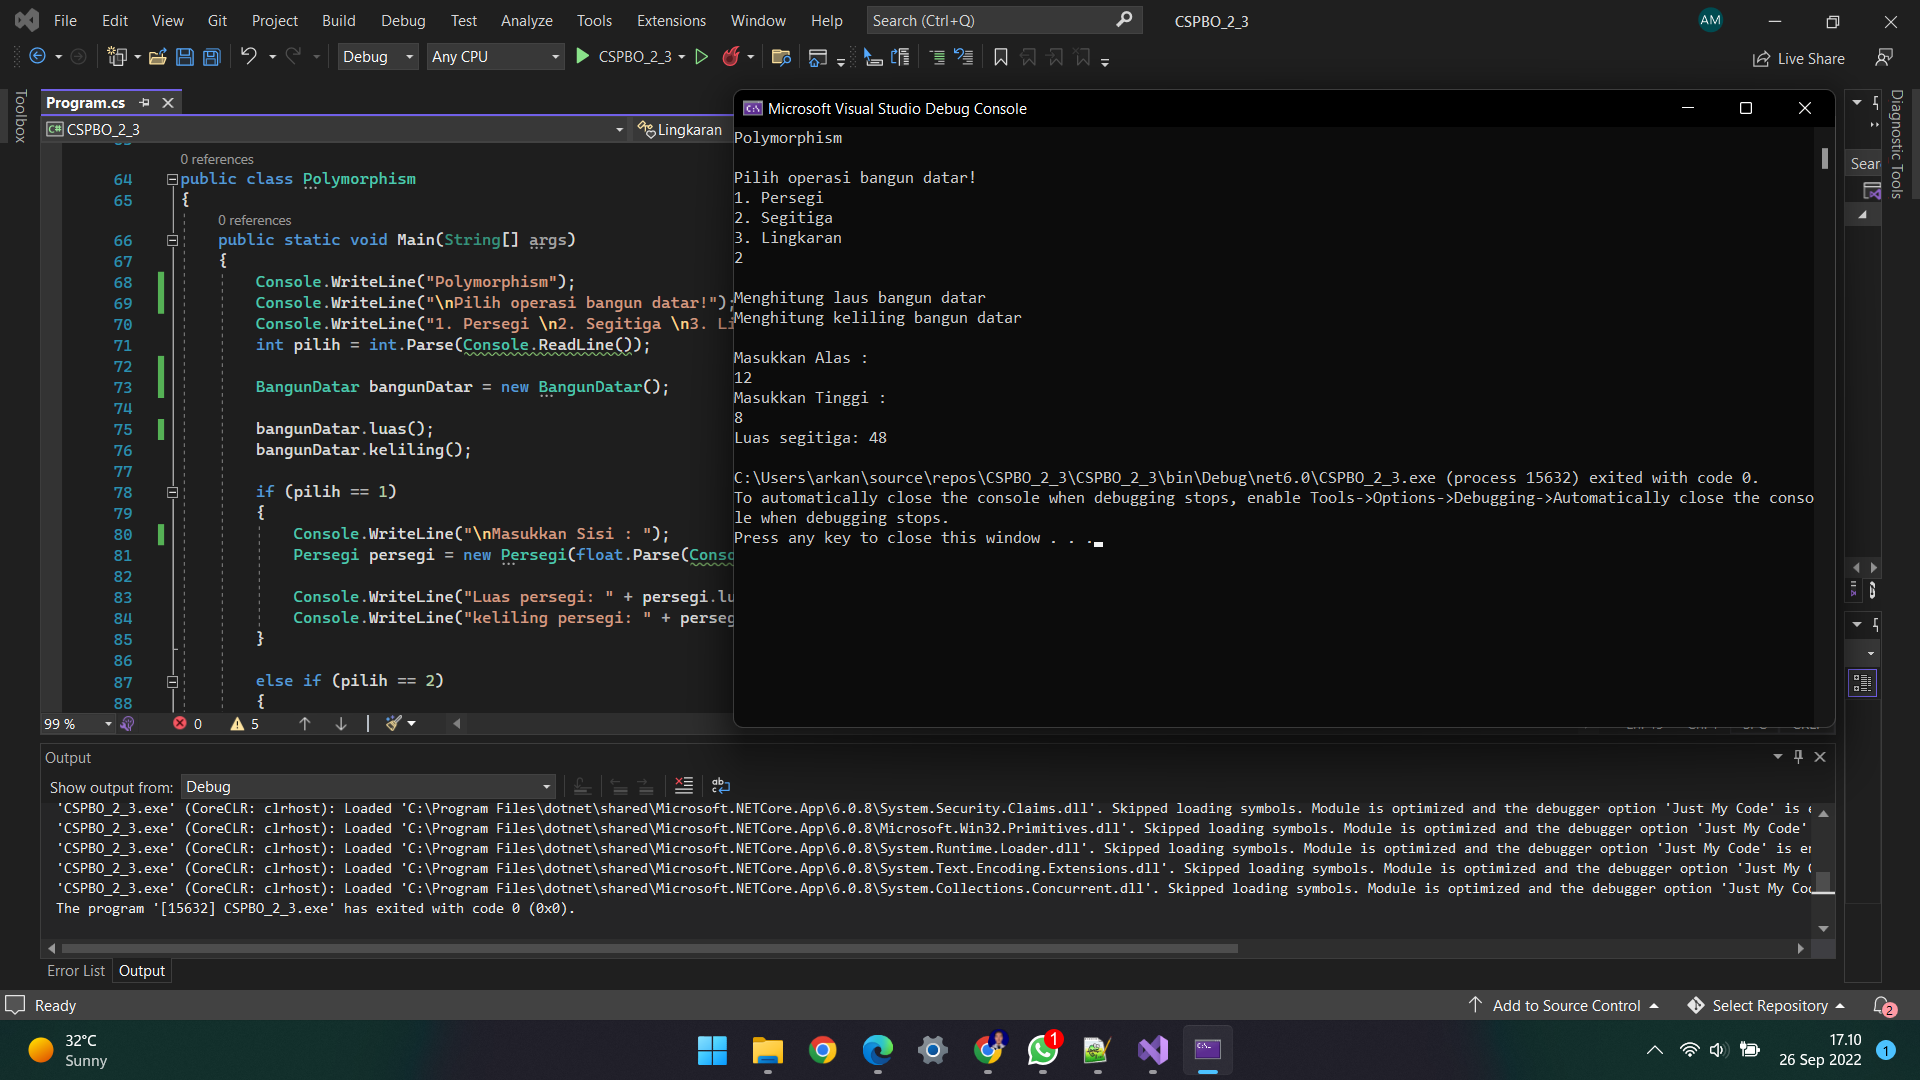 File Edit View Git Project Build Debug Test Analyze Tools Extensions Window Help Search (Ctrl+Q) CSPBO_2_3 AM
Debug Any CPU CSPBO_2_3 Live Share
Toolbox
Program.cs
CSPBO_2_3 Lingkaran
0 references
64 public class Polymorphism
65 {
0 references
66 public static void Main(String[] args)
67 {
68 Console.WriteLine("Polymorphism");
69 Console.WriteLine("\nPilih operasi bangun datar!");
70 Console.WriteLine("1. Persegi \n2. Segitiga \n3. Li
71 int pilih = int.Parse(Console.ReadLine());
72
73 BangunDatar bangunDatar = new BangunDatar();
74
75 bangunDatar.luas();
76 bangunDatar.keliling();
77
78 if (pilih == 1)
79 {
80 Console.WriteLine("\nMasukkan Sisi : ");
81 Persegi persegi = new Persegi(float.Parse(Conso
82
83 Console.WriteLine("Luas persegi: " + persegi.lu
84 Console.WriteLine("keliling persegi: " + perseg
85 }
86
87 else if (pilih == 2)
88 {
99 % 0 5
Microsoft Visual Studio Debug Console
Polymorphism
Pilih operasi bangun datar!
1. Persegi
2. Segitiga
3. Lingkaran
2
Menghitung laus bangun datar
Menghitung keliling bangun datar
Masukkan Alas :
12
Masukkan Tinggi :
8
Luas segitiga: 48
C:\Users\arkan\source\repos\CSPBO_2_3\CSPBO_2_3\bin\Debug\net6.0\CSPBO_2_3.exe (process 15632) exited with code 0.
To automatically close the console when debugging stops, enable Tools->Options->Debugging->Automatically close the conso
le when debugging stops.
Press any key to close this window . . .
Sear
Diagnostic Tools
Output
Show output from: Debug
'CSPBO_2_3.exe' (CoreCLR: clrhost): Loaded 'C:\Program Files\dotnet\shared\Microsoft.NETCore.App\6.0.8\System.Security.Claims.dll'. Skipped loading symbols. Module is optimized and the debugger option 'Just My Code' is e
'CSPBO_2_3.exe' (CoreCLR: clrhost): Loaded 'C:\Program Files\dotnet\shared\Microsoft.NETCore.App\6.0.8\Microsoft.Win32.Primitives.dll'. Skipped loading symbols. Module is optimized and the debugger option 'Just My Code'
'CSPBO_2_3.exe' (CoreCLR: clrhost): Loaded 'C:\Program Files\dotnet\shared\Microsoft.NETCore.App\6.0.8\System.Runtime.Loader.dll'. Skipped loading symbols. Module is optimized and the debugger option 'Just My Code' is en
'CSPBO_2_3.exe' (CoreCLR: clrhost): Loaded 'C:\Program Files\dotnet\shared\Microsoft.NETCore.App\6.0.8\System.Text.Encoding.Extensions.dll'. Skipped loading symbols. Module is optimized and the debugger option 'Just My C
'CSPBO_2_3.exe' (CoreCLR: clrhost): Loaded 'C:\Program Files\dotnet\shared\Microsoft.NETCore.App\6.0.8\System.Collections.Concurrent.dll'. Skipped loading symbols. Module is optimized and the debugger option 'Just My Co
The program '[15632] CSPBO_2_3.exe' has exited with code 0 (0x0).
Error List Output
Ready Add to Source Control Select Repository 2
32°C
Sunny
1
17.10
26 Sep 2022
1